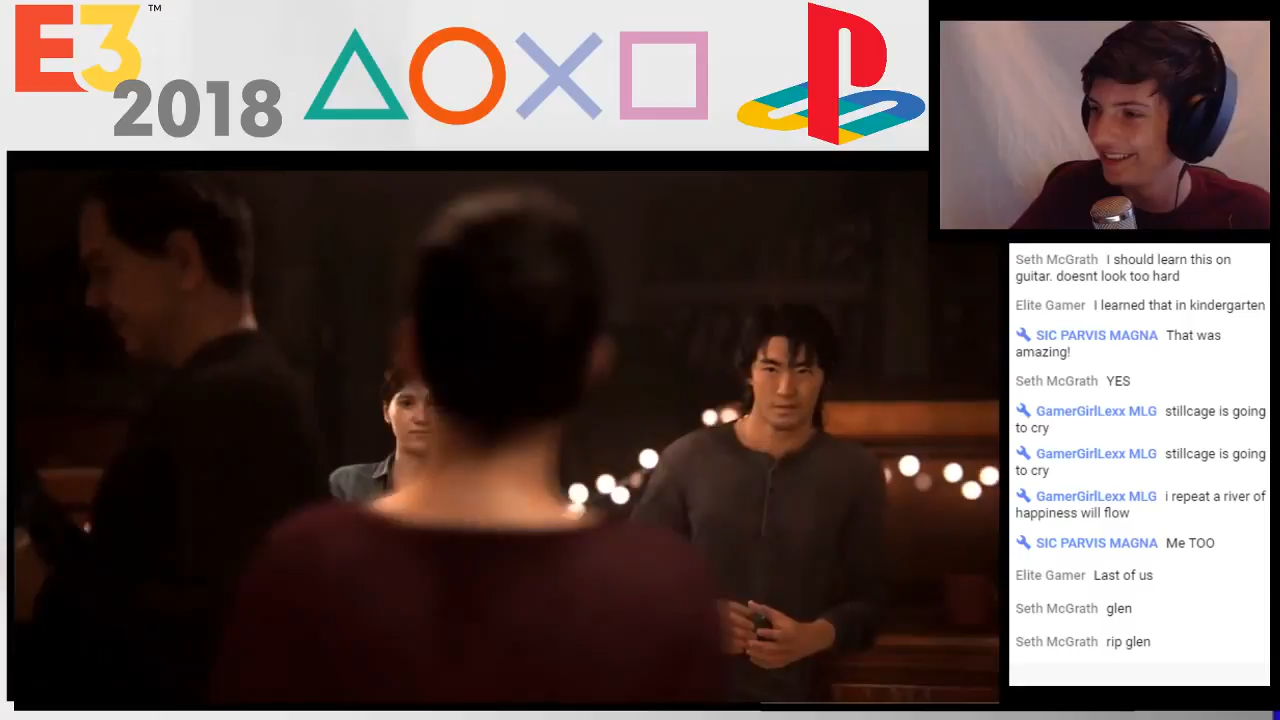 E3™
2018
Seth McGrath I should learn this on
guitar. doesnt look too hard
Elite Gamer I learned that in kindergarten
SIC PARVIS MAGNA That was
amazing!
Seth McGrath YES
GamerGirlLexx MLG stillcage is going
to cry
GamerGirlLexx MLG stillcage is going
to cry
GamerGirlLexx MLG i repeat a river of
happiness will flow
SIC PARVIS MAGNA Me TOO
Elite Gamer Last of us
Seth McGrath glen
Seth McGrath rip glen